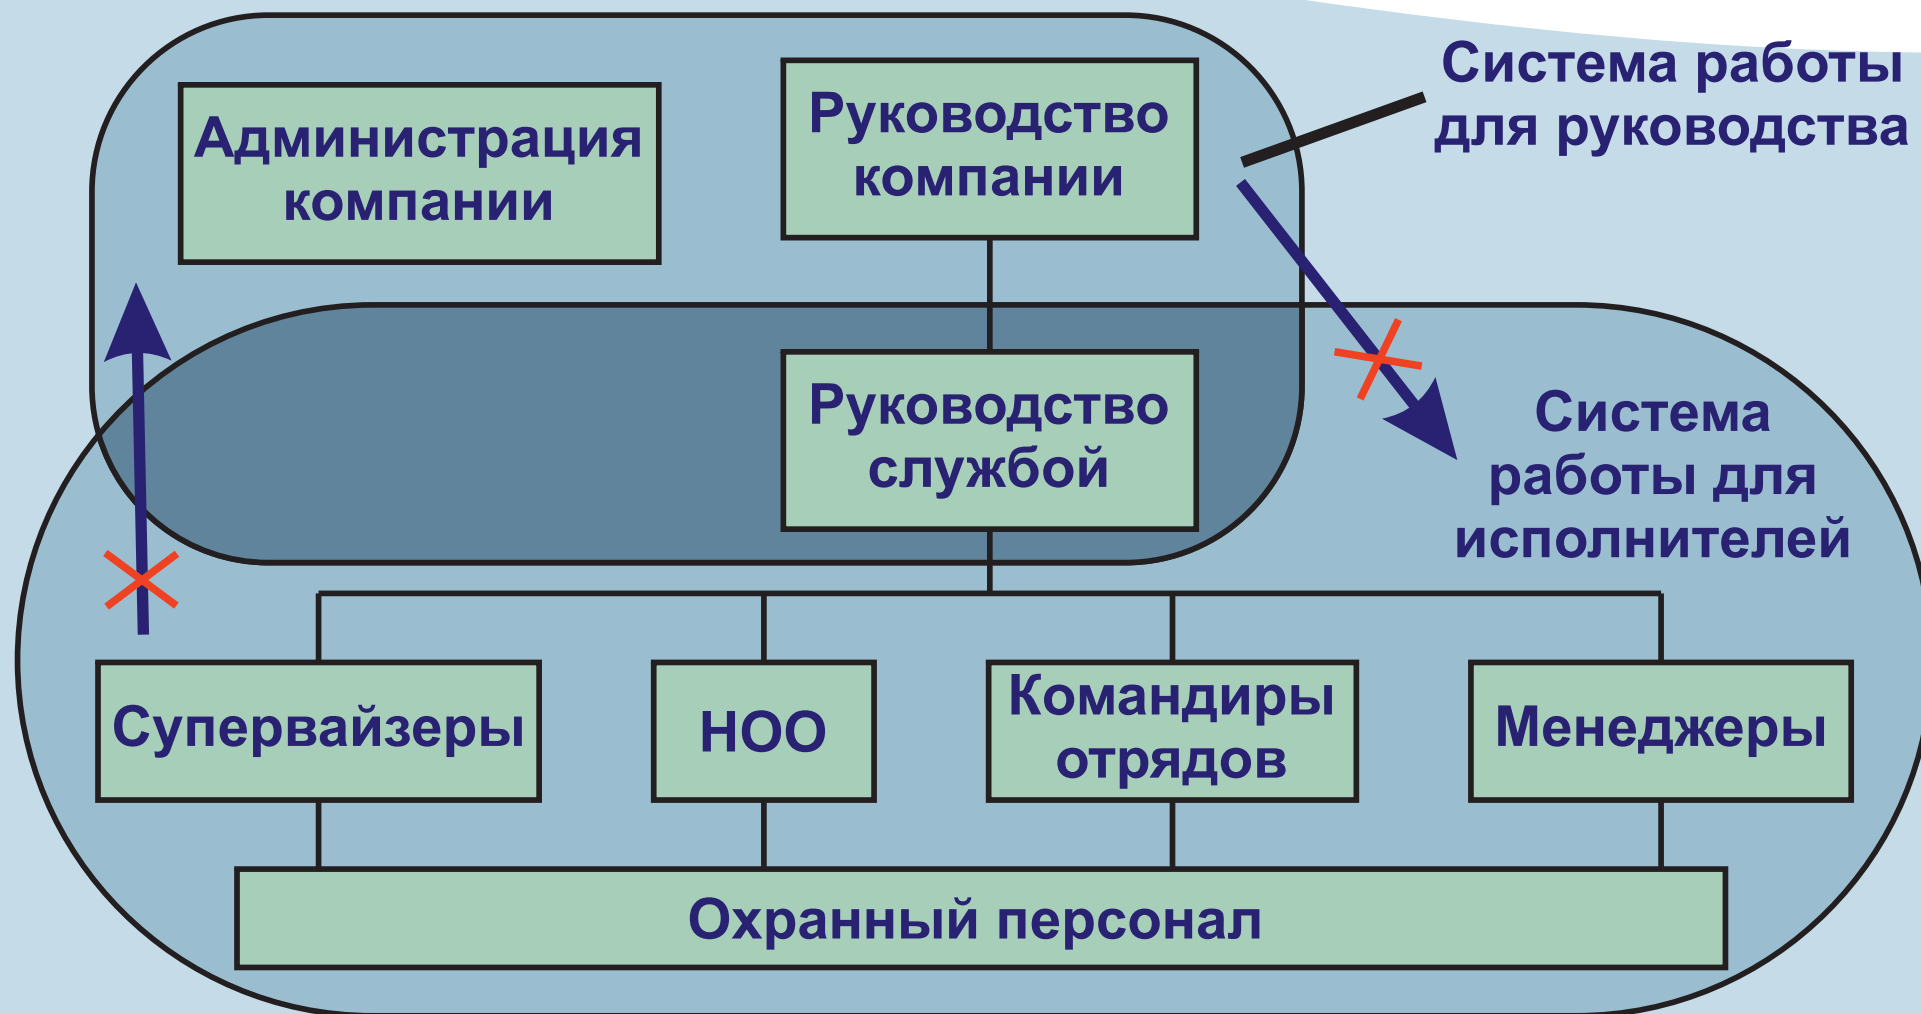 Система работы
для руководства
Администрация
компании
Руководство
компании
Руководство
службой
Система
работы для
исполнителей
Супервайзеры
НОО
Командиры
отрядов
Менеджеры
Охранный персонал